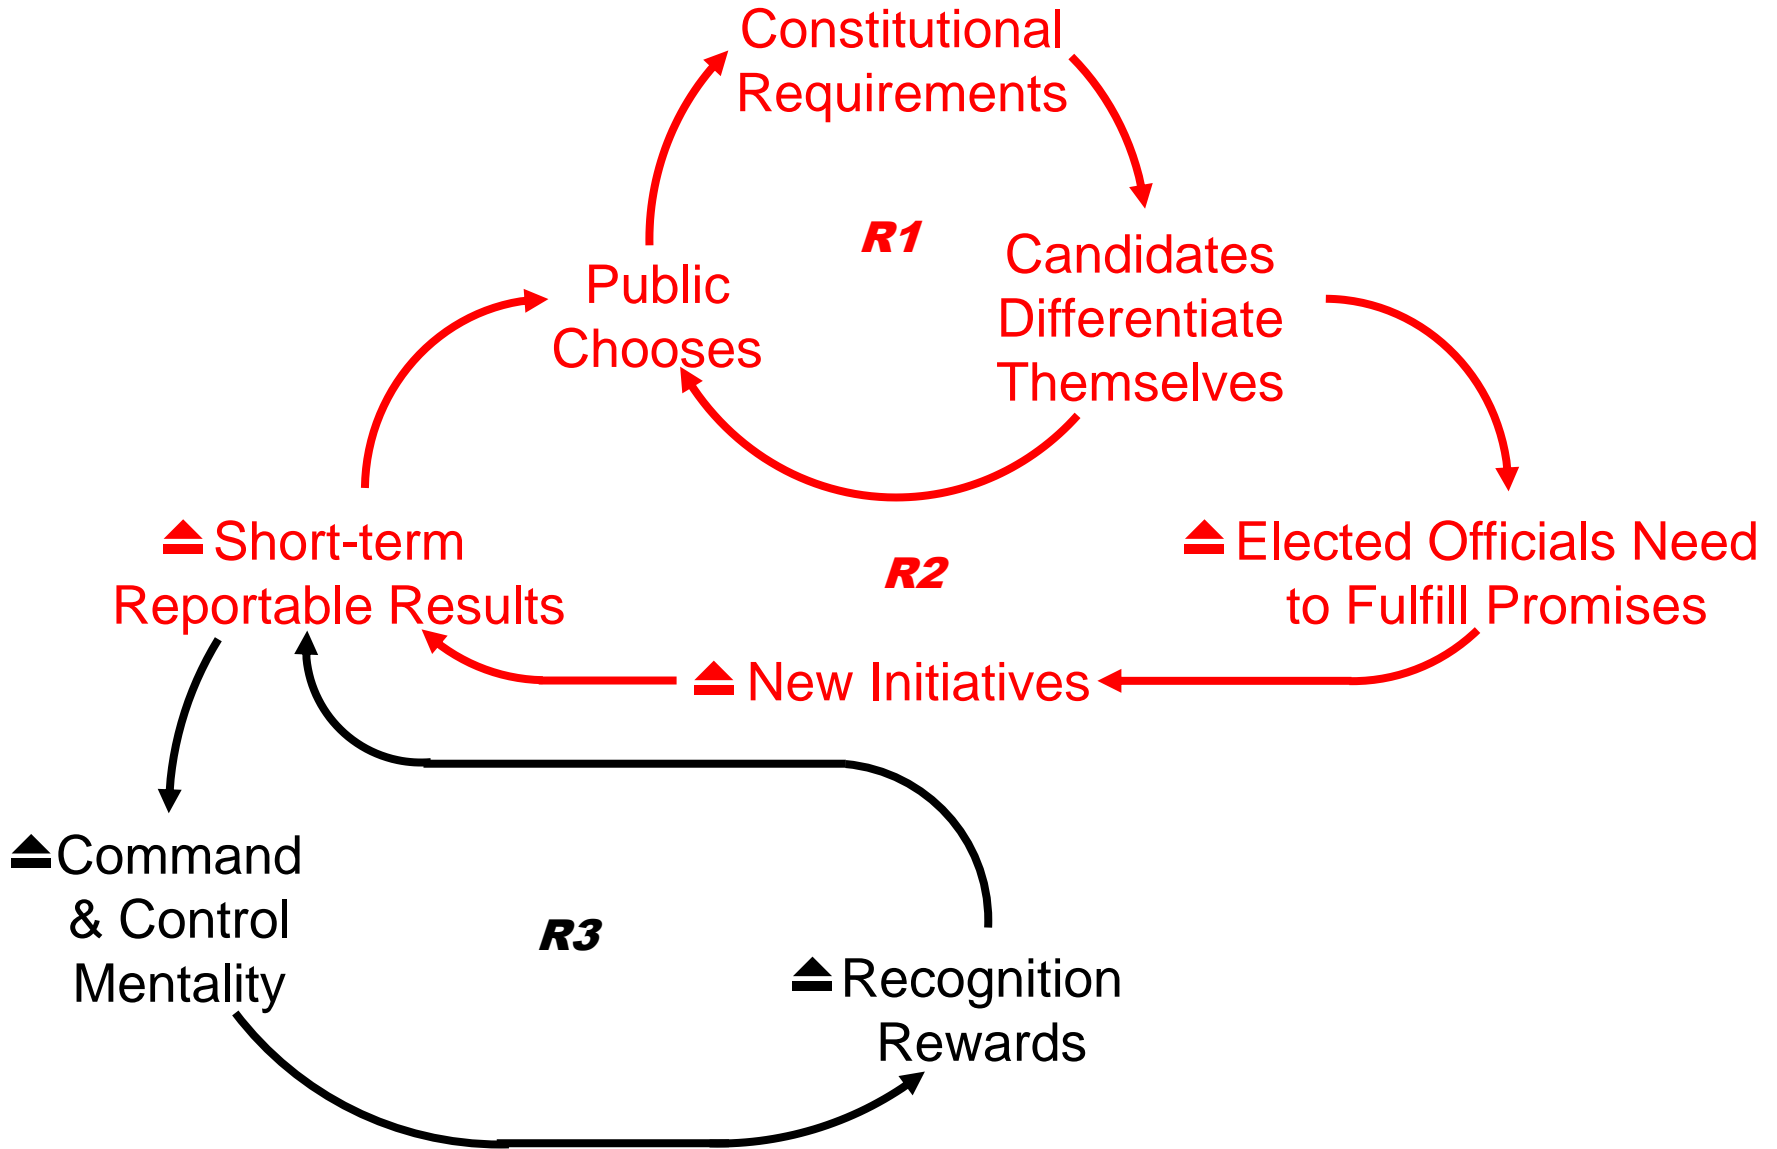 Constitutional
Requirements
R1
Public
Chooses
Candidates
Differentiate
Themselves
Short-term
Reportable Results
R2
Elected Officials Need
to Fulfill Promises
New Initiatives
Command
& Control
Mentality
R3
Recognition
Rewards